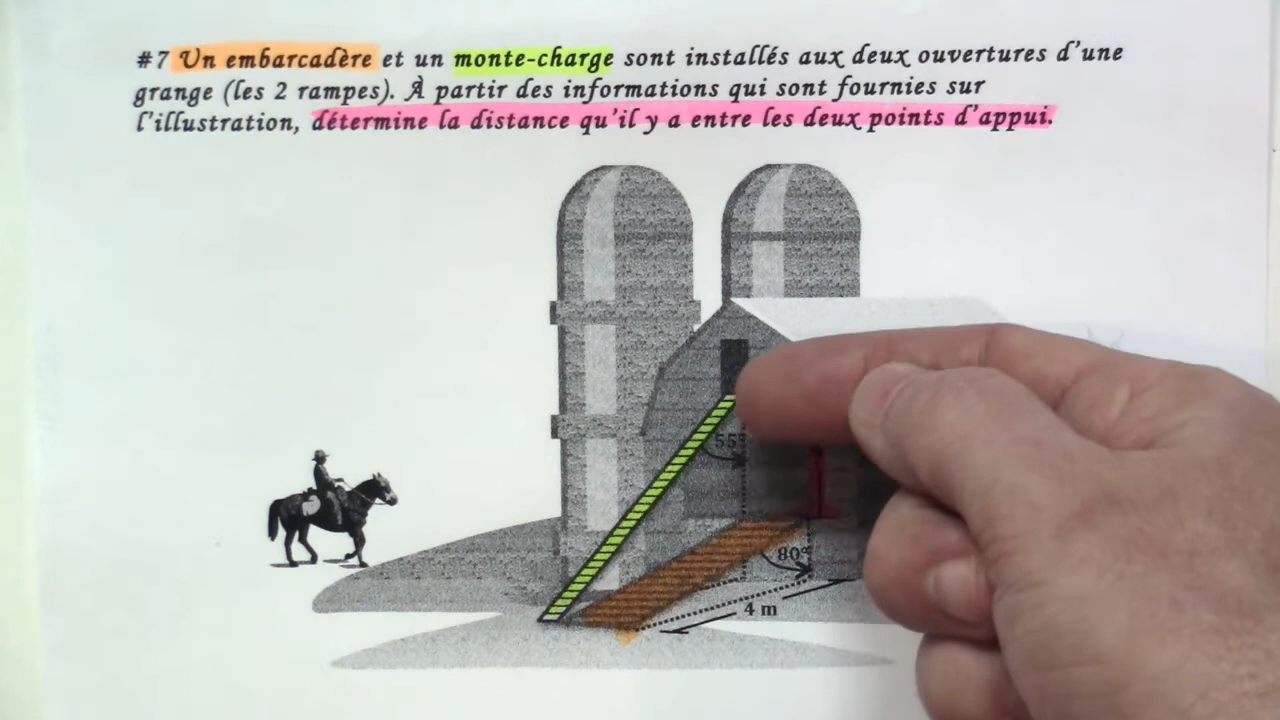 #7 Un embarcadère et un monte-charge sont installés aux deux ouvertures d'une
grange (les 2 rampes). À partir des informations qui sont fournies sur
l'illustration, détermine la distance qu'il y a entre les deux points d'appui.
55°
80°
4 m